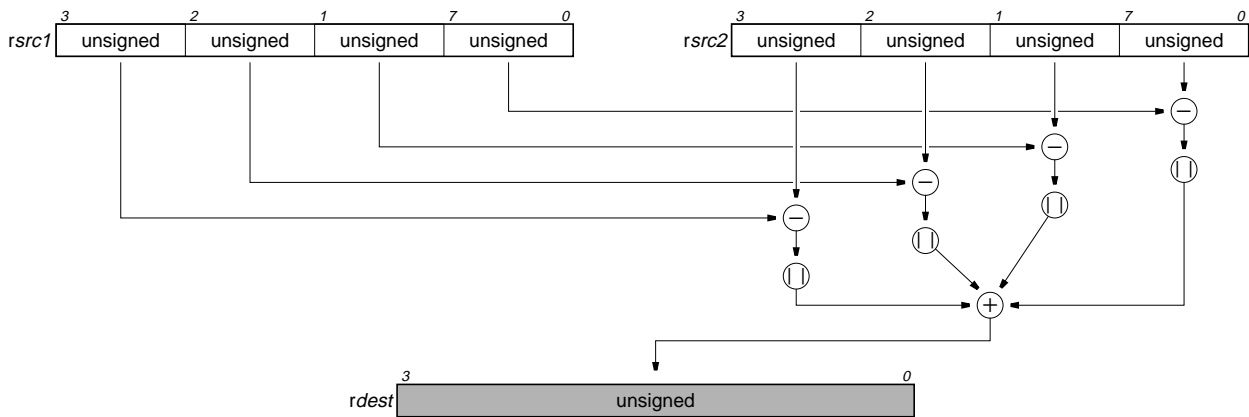 3 2 1 7 0 3 2 1 7 0
rsrc1 unsigned unsigned unsigned unsigned rsrc2 unsigned unsigned unsigned unsigned
−
−
− | |
− | |
| |
| |
+
3 0
rdest unsigned